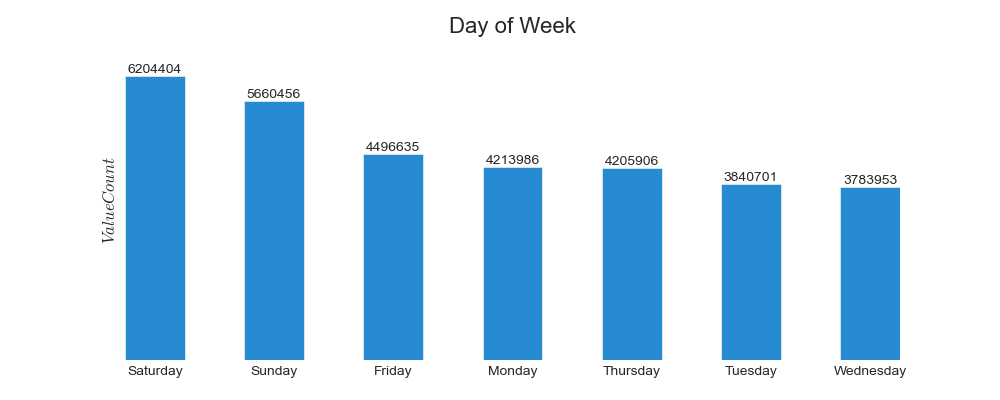 Day of Week
ValueCount
6204404
5660456
4496635
4213986
4205906
3840701
3783953
Saturday
Sunday
Friday
Monday
Thursday
Tuesday
Wednesday